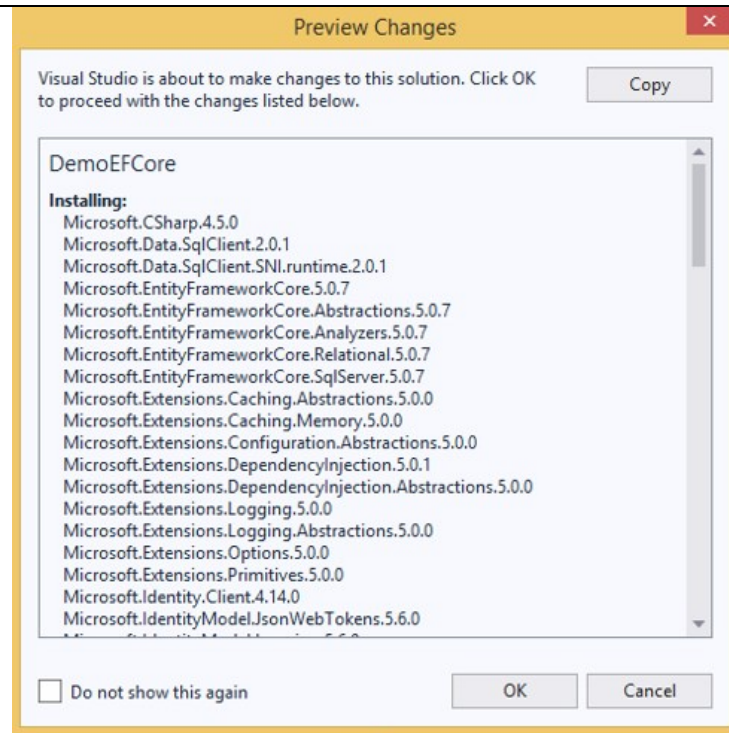 Preview Changes
Visual Studio is about to make changes to this solution. Click OK
to proceed with the changes listed below.
Copy
DemoEFCore
Installing:
Microsoft.CSharp.4.5.0
Microsoft.Data.SqlClient.2.0.1
Microsoft.Data.SqlClient.SNI.runtime.2.0.1
Microsoft.EntityFrameworkCore.5.0.7
Microsoft.EntityFrameworkCore.Abstractions.5.0.7
Microsoft.EntityFrameworkCore.Analyzers.5.0.7
Microsoft.EntityFrameworkCore.Relational.5.0.7
Microsoft.EntityFrameworkCore.SqlServer.5.0.7
Microsoft.Extensions.Caching.Abstractions.5.0.0
Microsoft.Extensions.Caching.Memory.5.0.0
Microsoft.Extensions.Configuration.Abstractions.5.0.0
Microsoft.Extensions.DependencyInjection.5.0.1
Microsoft.Extensions.DependencyInjection.Abstractions.5.0.0
Microsoft.Extensions.Logging.5.0.0
Microsoft.Extensions.Logging.Abstractions.5.0.0
Microsoft.Extensions.Options.5.0.0
Microsoft.Extensions.Primitives.5.0.0
Microsoft.Identity.Client.4.14.0
Microsoft.IdentityModel.JsonWebTokens.5.6.0
Do not show this again
OK
Cancel